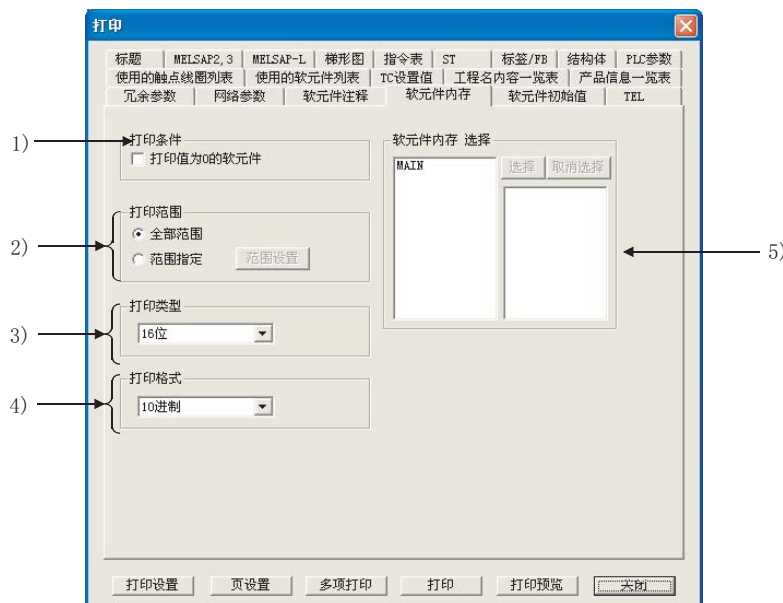 打印
标题 MELSAP2,3 MELSAP-L 梯形图 指令表 ST 标签/FB 结构体 PLC参数
使用的触点线圈列表 使用的软元件列表 TC设置值 工程名内容一览表 产品信息一览表
冗余参数 网络参数 软元件注释 软元件内存 软元件初始值 TEL
1)
打印条件
打印值为0的软元件
2)
打印范围
全部范围
范围指定 范围设置
3)
打印类型
16位
4)
打印格式
10进制
软元件内存 选择
MAIN
选择 取消选择
5)
打印设置 页设置 多项打印 打印 打印预览 关闭